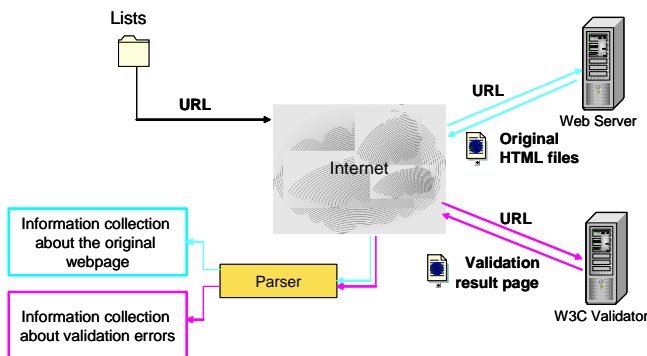 Lists
URL
URL
Web Server
Original
HTML files
Internet
URL
Information collection
about the original
webpage
Validation
result page
Parser
W3C Validator
Information collection
about validation errors